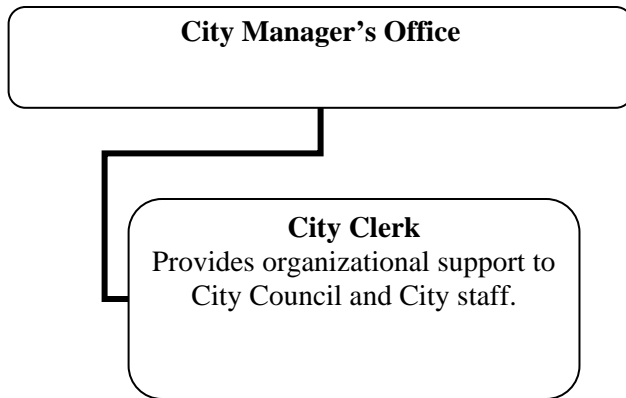 City Manager’s Office
City Clerk
Provides organizational support to
City Council and City staff.